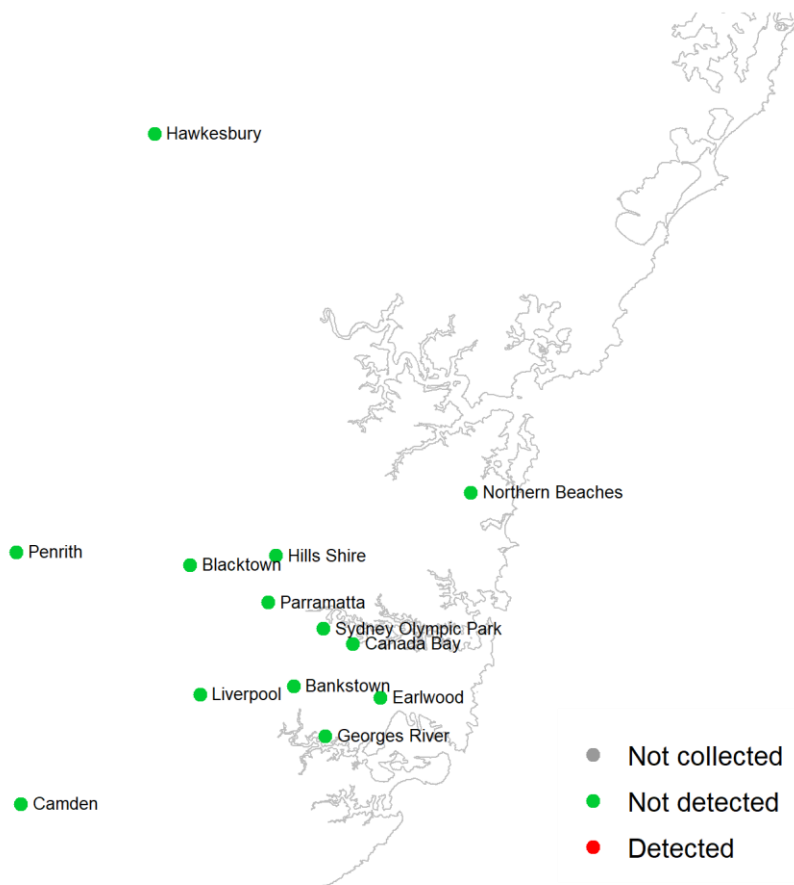 Hawkesbury
Northern Beaches
Penrith
Hills Shire
Blacktown
Parramatta
Sydney Olympic Park
Canada Bay
Bankstown
Liverpool
Earlwood
Georges River
Not collected
Not detected
Camden
Detected